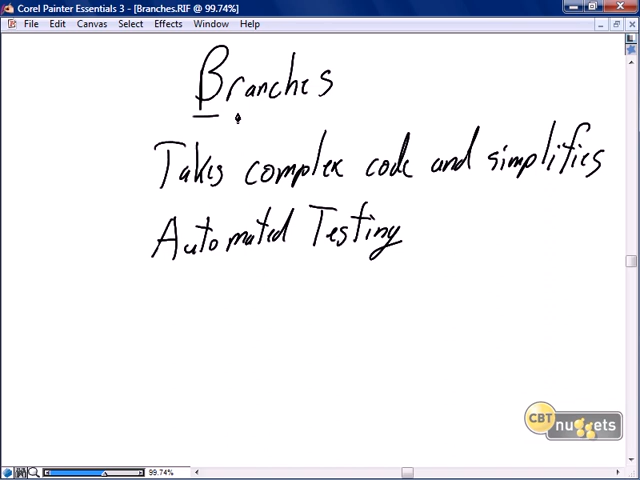 Corel Painter Essentials 3 - [Branches.RIF @ 99.74%]
File Edit Canvas Select Effects Window Help
Branches
Takes complex code and simplifies
Automated Testing
CBT nuggets
99.74%